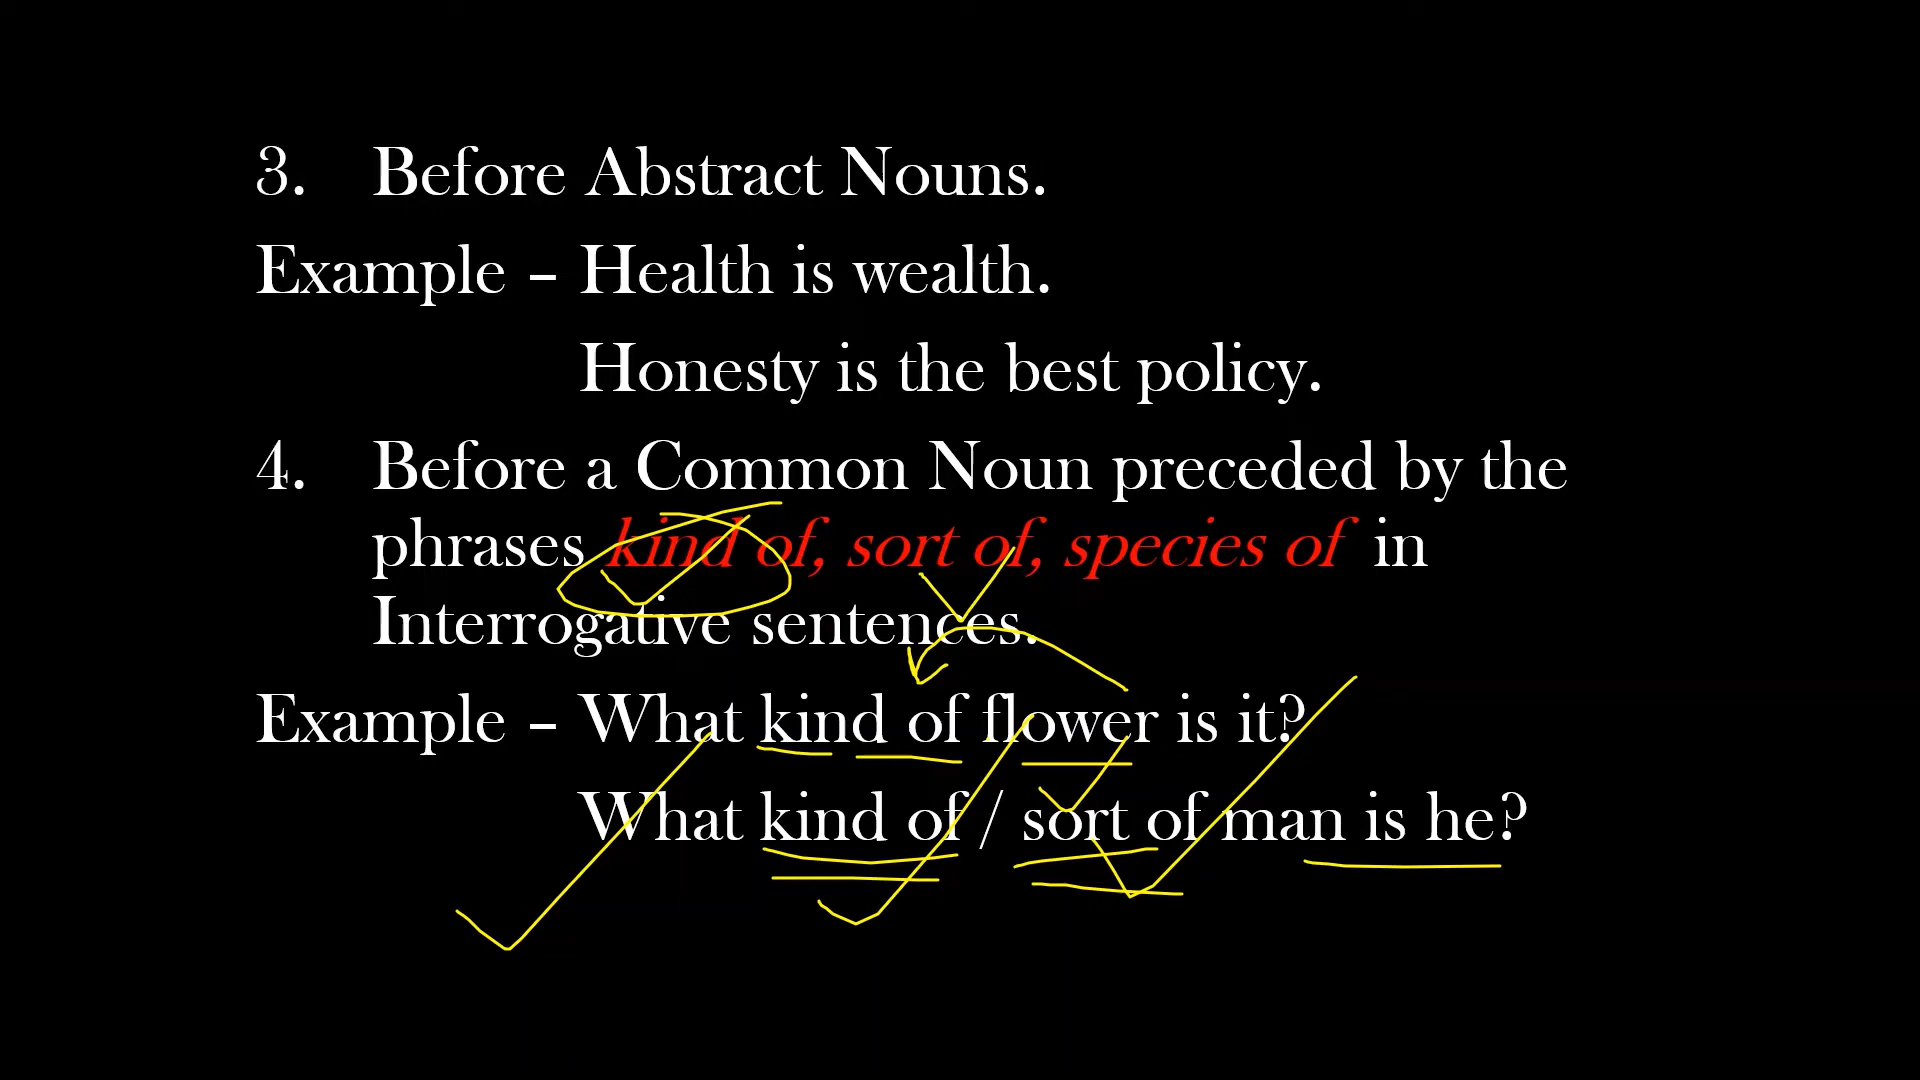 3. Before Abstract Nouns.
Example – Health is wealth.
Honesty is the best policy.
4. Before a Common Noun preceded by the
phrases kind of, sort of, species of in
Interrogative sentences.
Example – What kind of flower is it?
What kind of / sort of man is he?